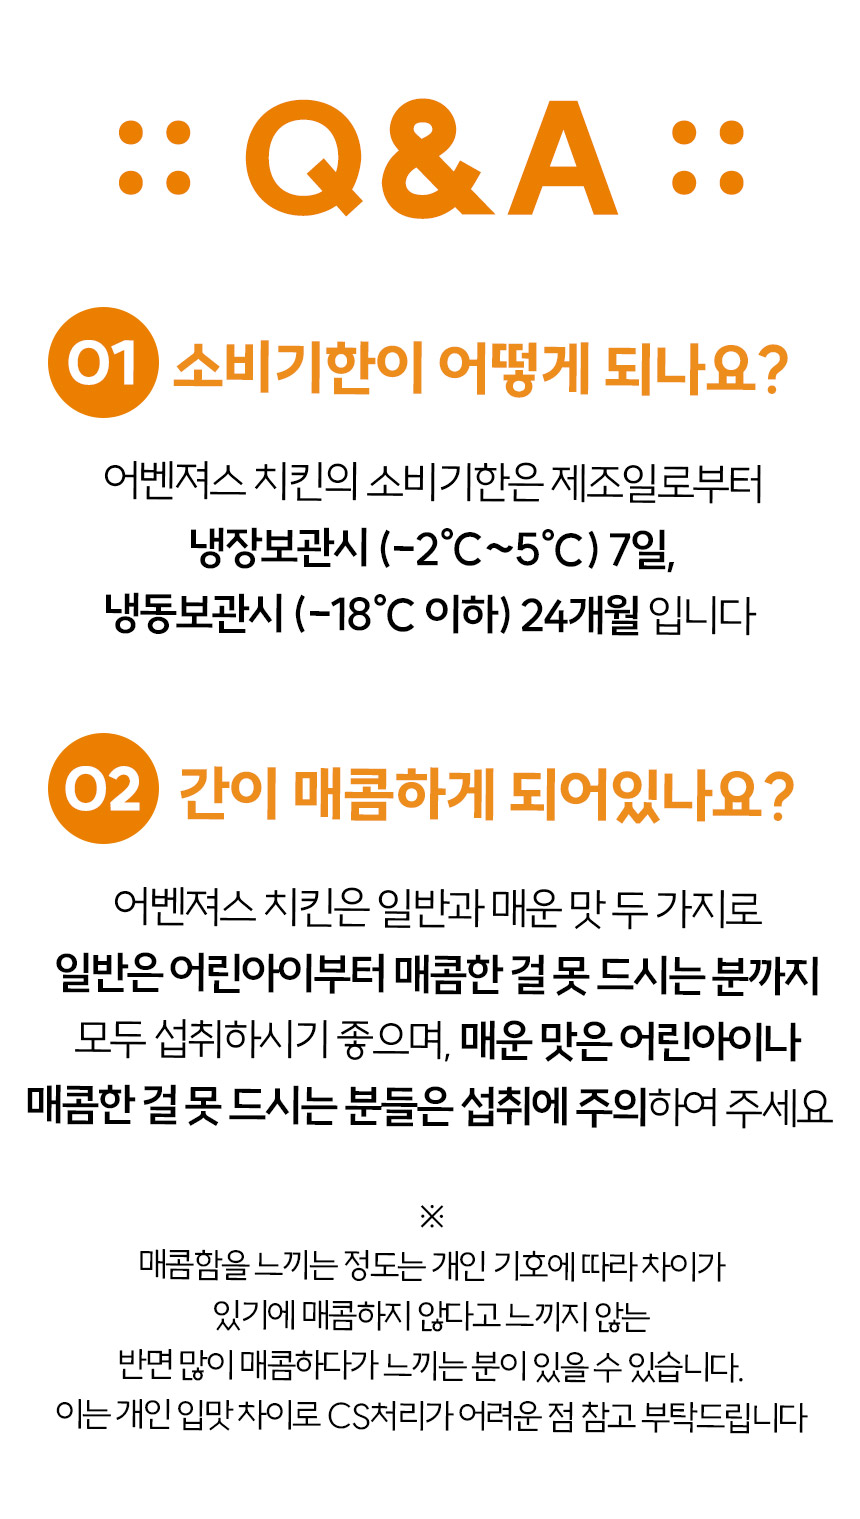 :: Q&A ::
01 소비기한이 어떻게 되나요?
어벤져스 치킨의 소비기한은 제조일로부터
냉장보관시 (-2°C~5°C) 7일,
냉동보관시 (-18°C 이하) 24개월 입니다
02 간이 매콤하게 되어있나요?
어벤져스 치킨은 일반과 매운 맛 두 가지로
일반은 어린아이부터 매콤한 걸 못 드시는 분까지
모두 섭취하시기 좋으며, 매운 맛은 어린아이나
매콤한 걸 못 드시는 분들은 섭취에 주의하여 주세요
※
매콤함을 느끼는 정도는 개인 기호에 따라 차이가
있기에 매콤하지 않다고 느끼지 않는
반면 많이 매콤하다가 느끼는 분이 있을 수 있습니다.
이는 개인 입맛 차이로 CS처리가 어려운 점 참고 부탁드립니다